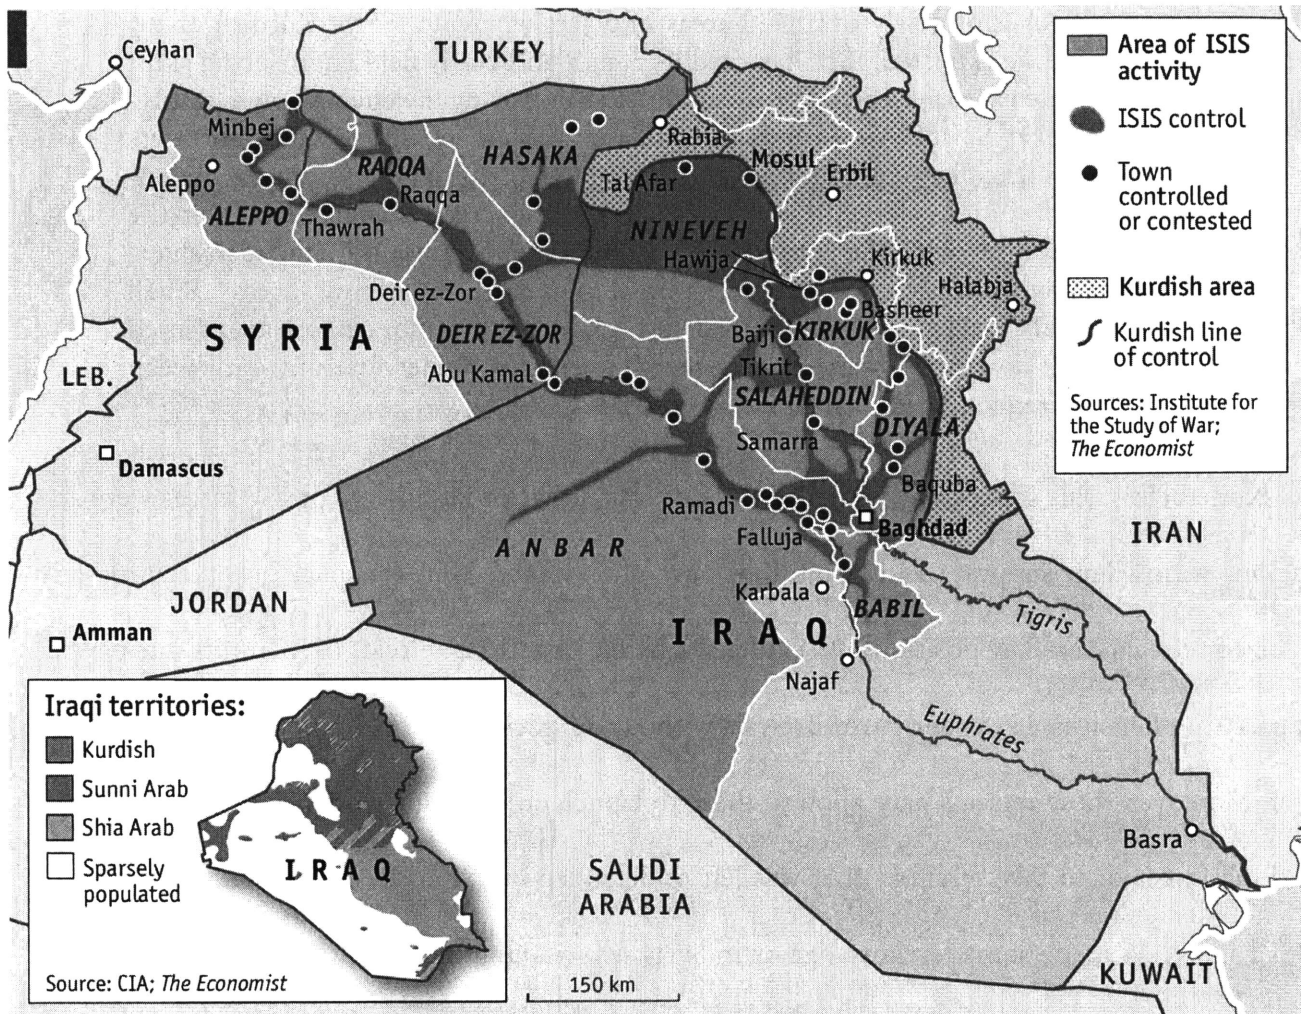 Ceyhan
TURKEY
Minbej
Aleppo
ALEPPO
RAQQA
Raqqa
Thawrah
HASAKA
Rabia
Tal Afar
Mosul
Erbil
NINEVEH
Hawija
Kirkuk
Halabja
Basheer
Deir ez-Zor
DEIR EZ-ZOR
SYRIA
Baiji
KIRKUK
Tikrit
Abu Kamal
SALAHEDDIN
LEB.
Samarra
DIYALA
Damascus
Baquba
Ramadi
Baghdad
Falluja
ANBAR
IRAN
JORDAN
Karbala
BABIL
Tigris
Amman
IRAQ
Najaf
Euphrates
Basra
SAUDI
ARABIA
KUWAIT
150 km
Area of ISIS
activity
ISIS control
Town
controlled
or contested
Kurdish area
Kurdish line
of control
Sources: Institute for
the Study of War;
The Economist
Iraqi territories:
Kurdish
Sunni Arab
Shia Arab
Sparsely
populated
IRAQ
Source: CIA; The Economist